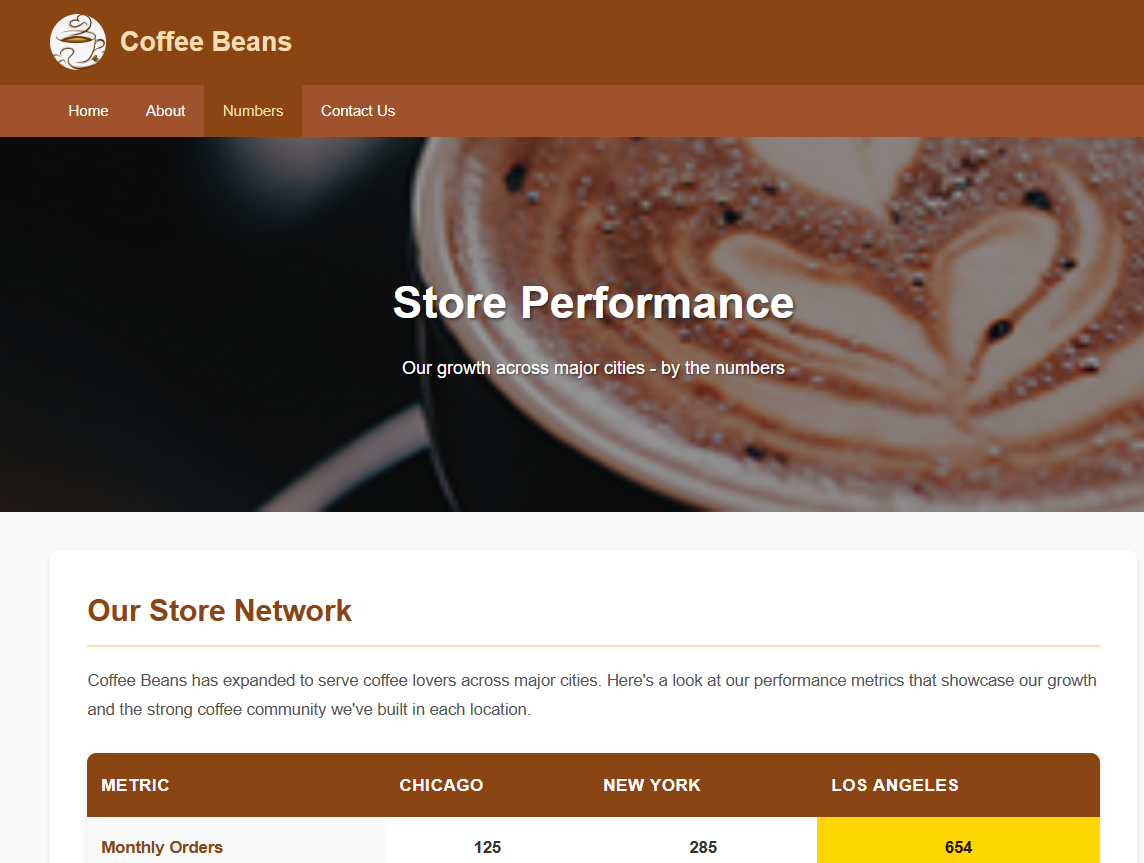 Coffee Beans
Home About Numbers Contact Us
Store Performance
Our growth across major cities - by the numbers
Our Store Network
Coffee Beans has expanded to serve coffee lovers across major cities. Here's a look at our performance metrics that showcase our growth
and the strong coffee community we've built in each location.
METRIC CHICAGO NEW YORK LOS ANGELES
Monthly Orders 125 285 654